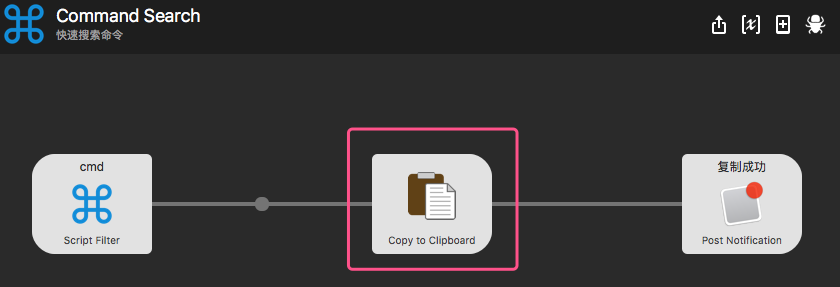 Command Search
快速搜索命令
cmd
Script Filter
Copy to Clipboard
复制成功
Post Notification